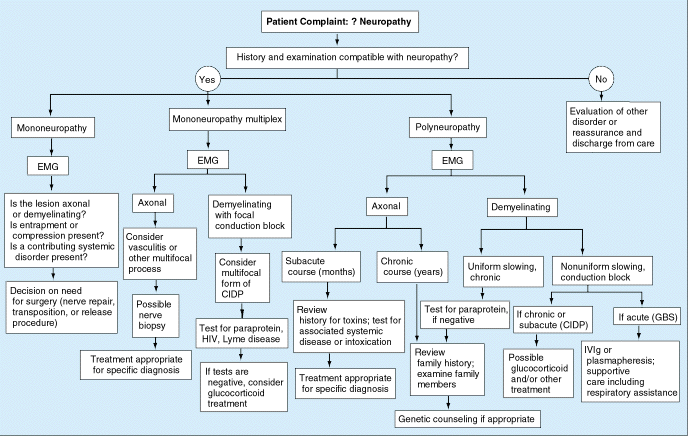 Patient Complaint: ? Neuropathy
History and examination compatible with neuropathy?
Yes
No
Mononeuropathy
Mononeuropathy multiplex
Polyneuropathy
Evaluation of other
disorder or
reassurance and
discharge from care
EMG
EMG
EMG
Is the lesion axonal
or demyelinating?
Is entrapment or
compression present?
Is a contributing systemic
disorder present?
Decision on need
for surgery (nerve repair,
transposition, or release
procedure)
Axonal
Consider
vasculitis or
other multifocal
process
Possible
nerve
biopsy
Treatment appropriate
for specific diagnosis
Demyelinating
with focal
conduction block
Consider
multifocal
form of
CIDP
Test for paraprotein,
HIV, Lyme disease
If tests are
negative, consider
glucocorticoid
treatment
Axonal
Subacute
course (months)
Review
history for toxins; test for
associated systemic
disease or intoxication
Treatment appropriate
for specific diagnosis
Chronic
course (years)
Demyelinating
Uniform slowing,
chronic
Test for paraprotein,
if negative
Review
family history;
examine family
members
Genetic counseling if appropriate
Nonuniform slowing,
conduction block
If chronic or
subacute (CIDP)
Possible
glucocorticoid
and/or other
treatment
If acute (GBS)
IVIg or
plasmapheresis;
supportive
care including
respiratory assistance